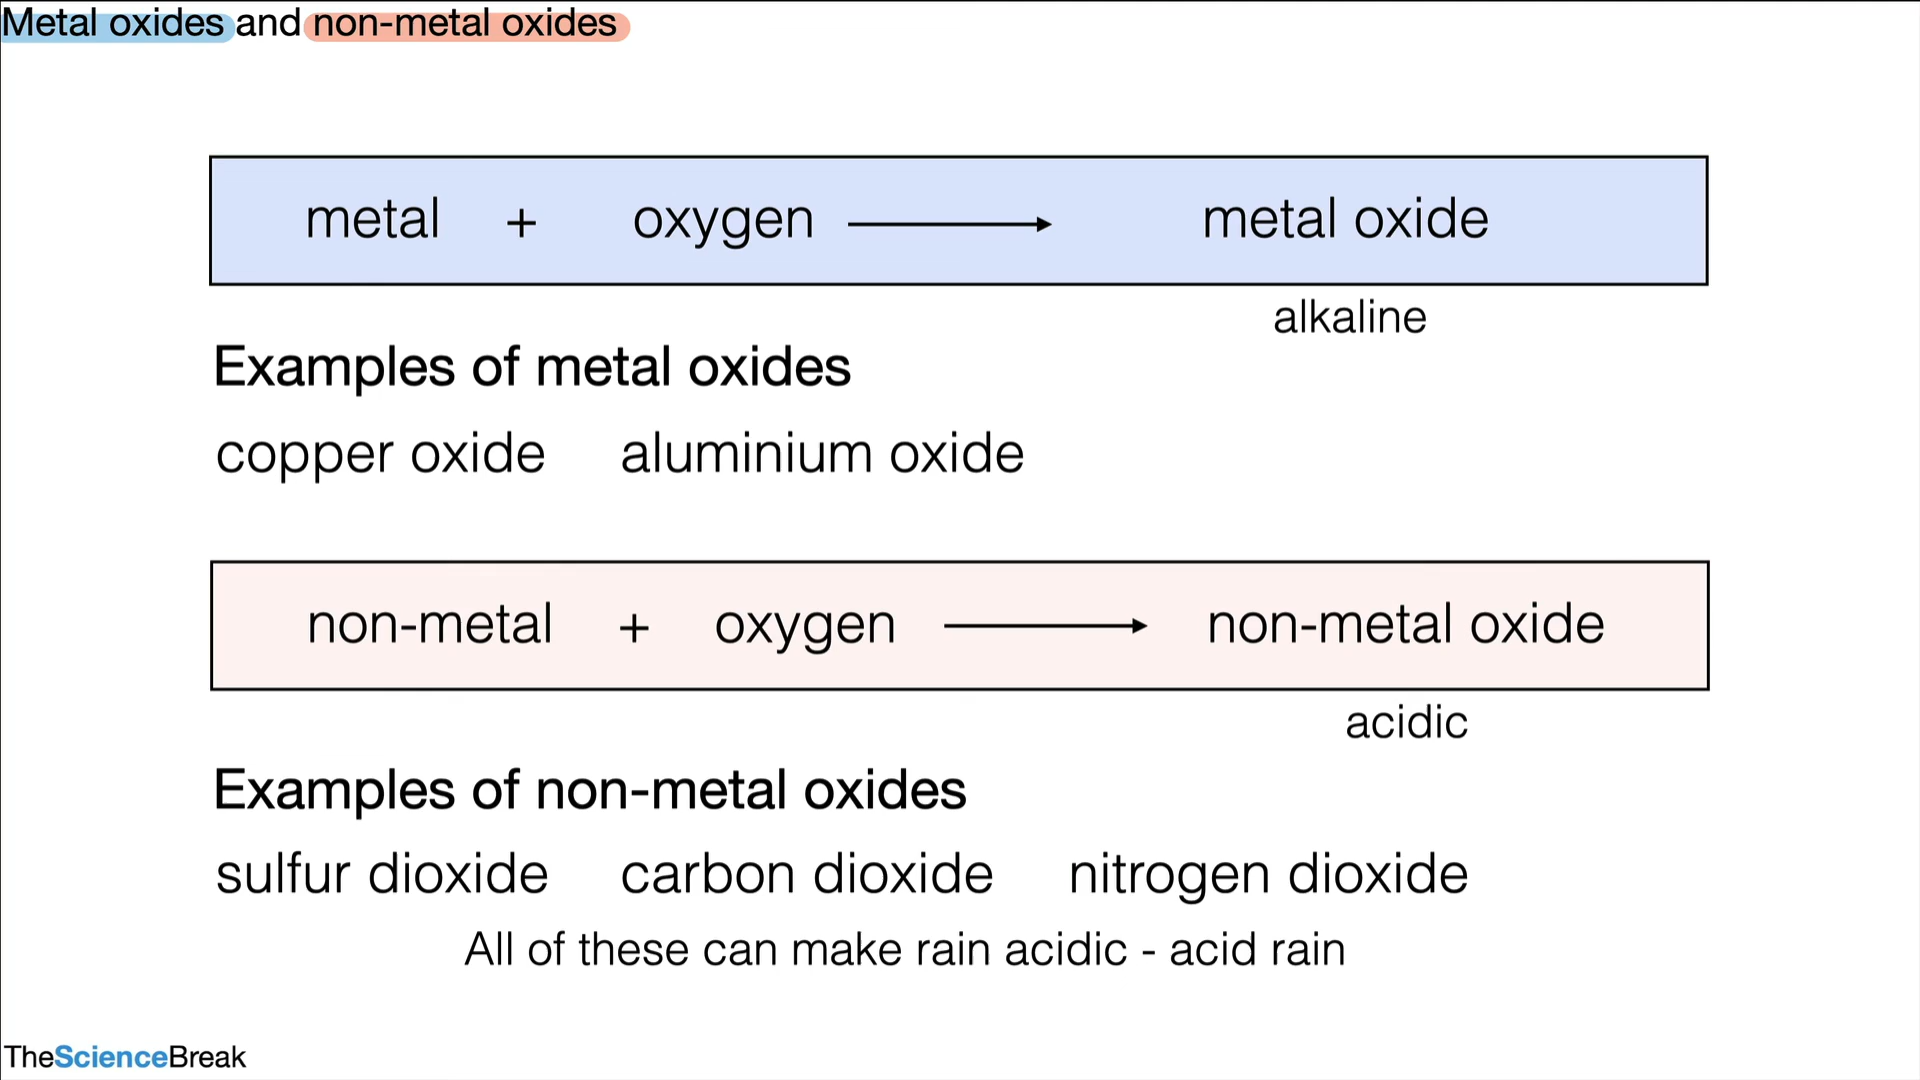 Metal oxides and non-metal oxides
metal + oxygen ⟶ metal oxide
alkaline
Examples of metal oxides
copper oxide aluminium oxide
non-metal + oxygen ⟶ non-metal oxide
acidic
Examples of non-metal oxides
sulfur dioxide carbon dioxide nitrogen dioxide
All of these can make rain acidic - acid rain
TheScienceBreak